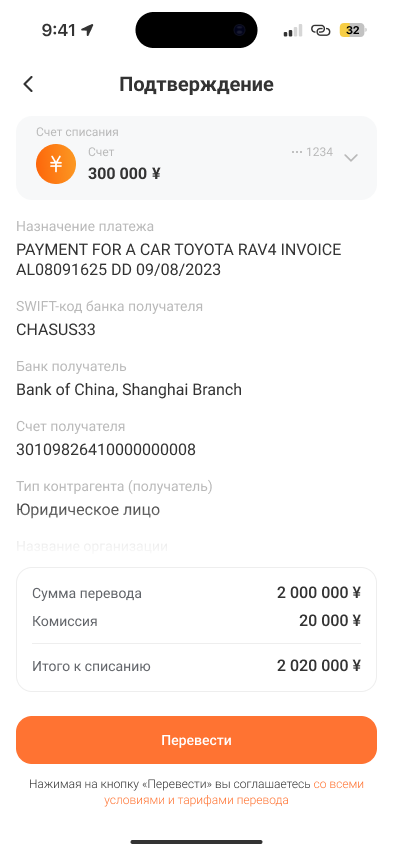 9:41
32
Подтверждение
Счет списания
¥
Счет
··· 1234
300 000 ¥
Назначение платежа
PAYMENT FOR A CAR TOYOTA RAV4 INVOICE
AL08091625 DD 09/08/2023
SWIFT-код банка получателя
CHASUS33
Банк получатель
Bank of China, Shanghai Branch
Счет получателя
30109826410000000008
Тип контрагента (получатель)
Юридическое лицо
Название организации
Сумма перевода
2 000 000 ¥
Комиссия
20 000 ¥
Итого к списанию
2 020 000 ¥
Перевести
Нажимая на кнопку «Перевести» вы соглашаетесь со всеми
условиями и тарифами перевода